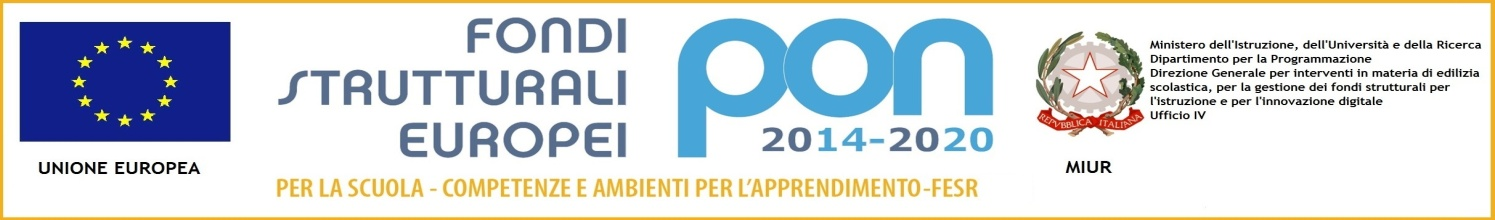 UNIONE EUROPEA
FONDI
STRUTTURALI
EUROPEI
pon
2014-2020
PER LA SCUOLA - COMPETENZE E AMBIENTI PER L'APPRENDIMENTO-FESR
REPVBBLICA ITALIANA
MIUR
Ministero dell'Istruzione, dell'Università e della Ricerca
Dipartimento per la Programmazione
Direzione Generale per interventi in materia di edilizia
scolastica, per la gestione dei fondi strutturali per
l'istruzione e per l'innovazione digitale
Ufficio IV